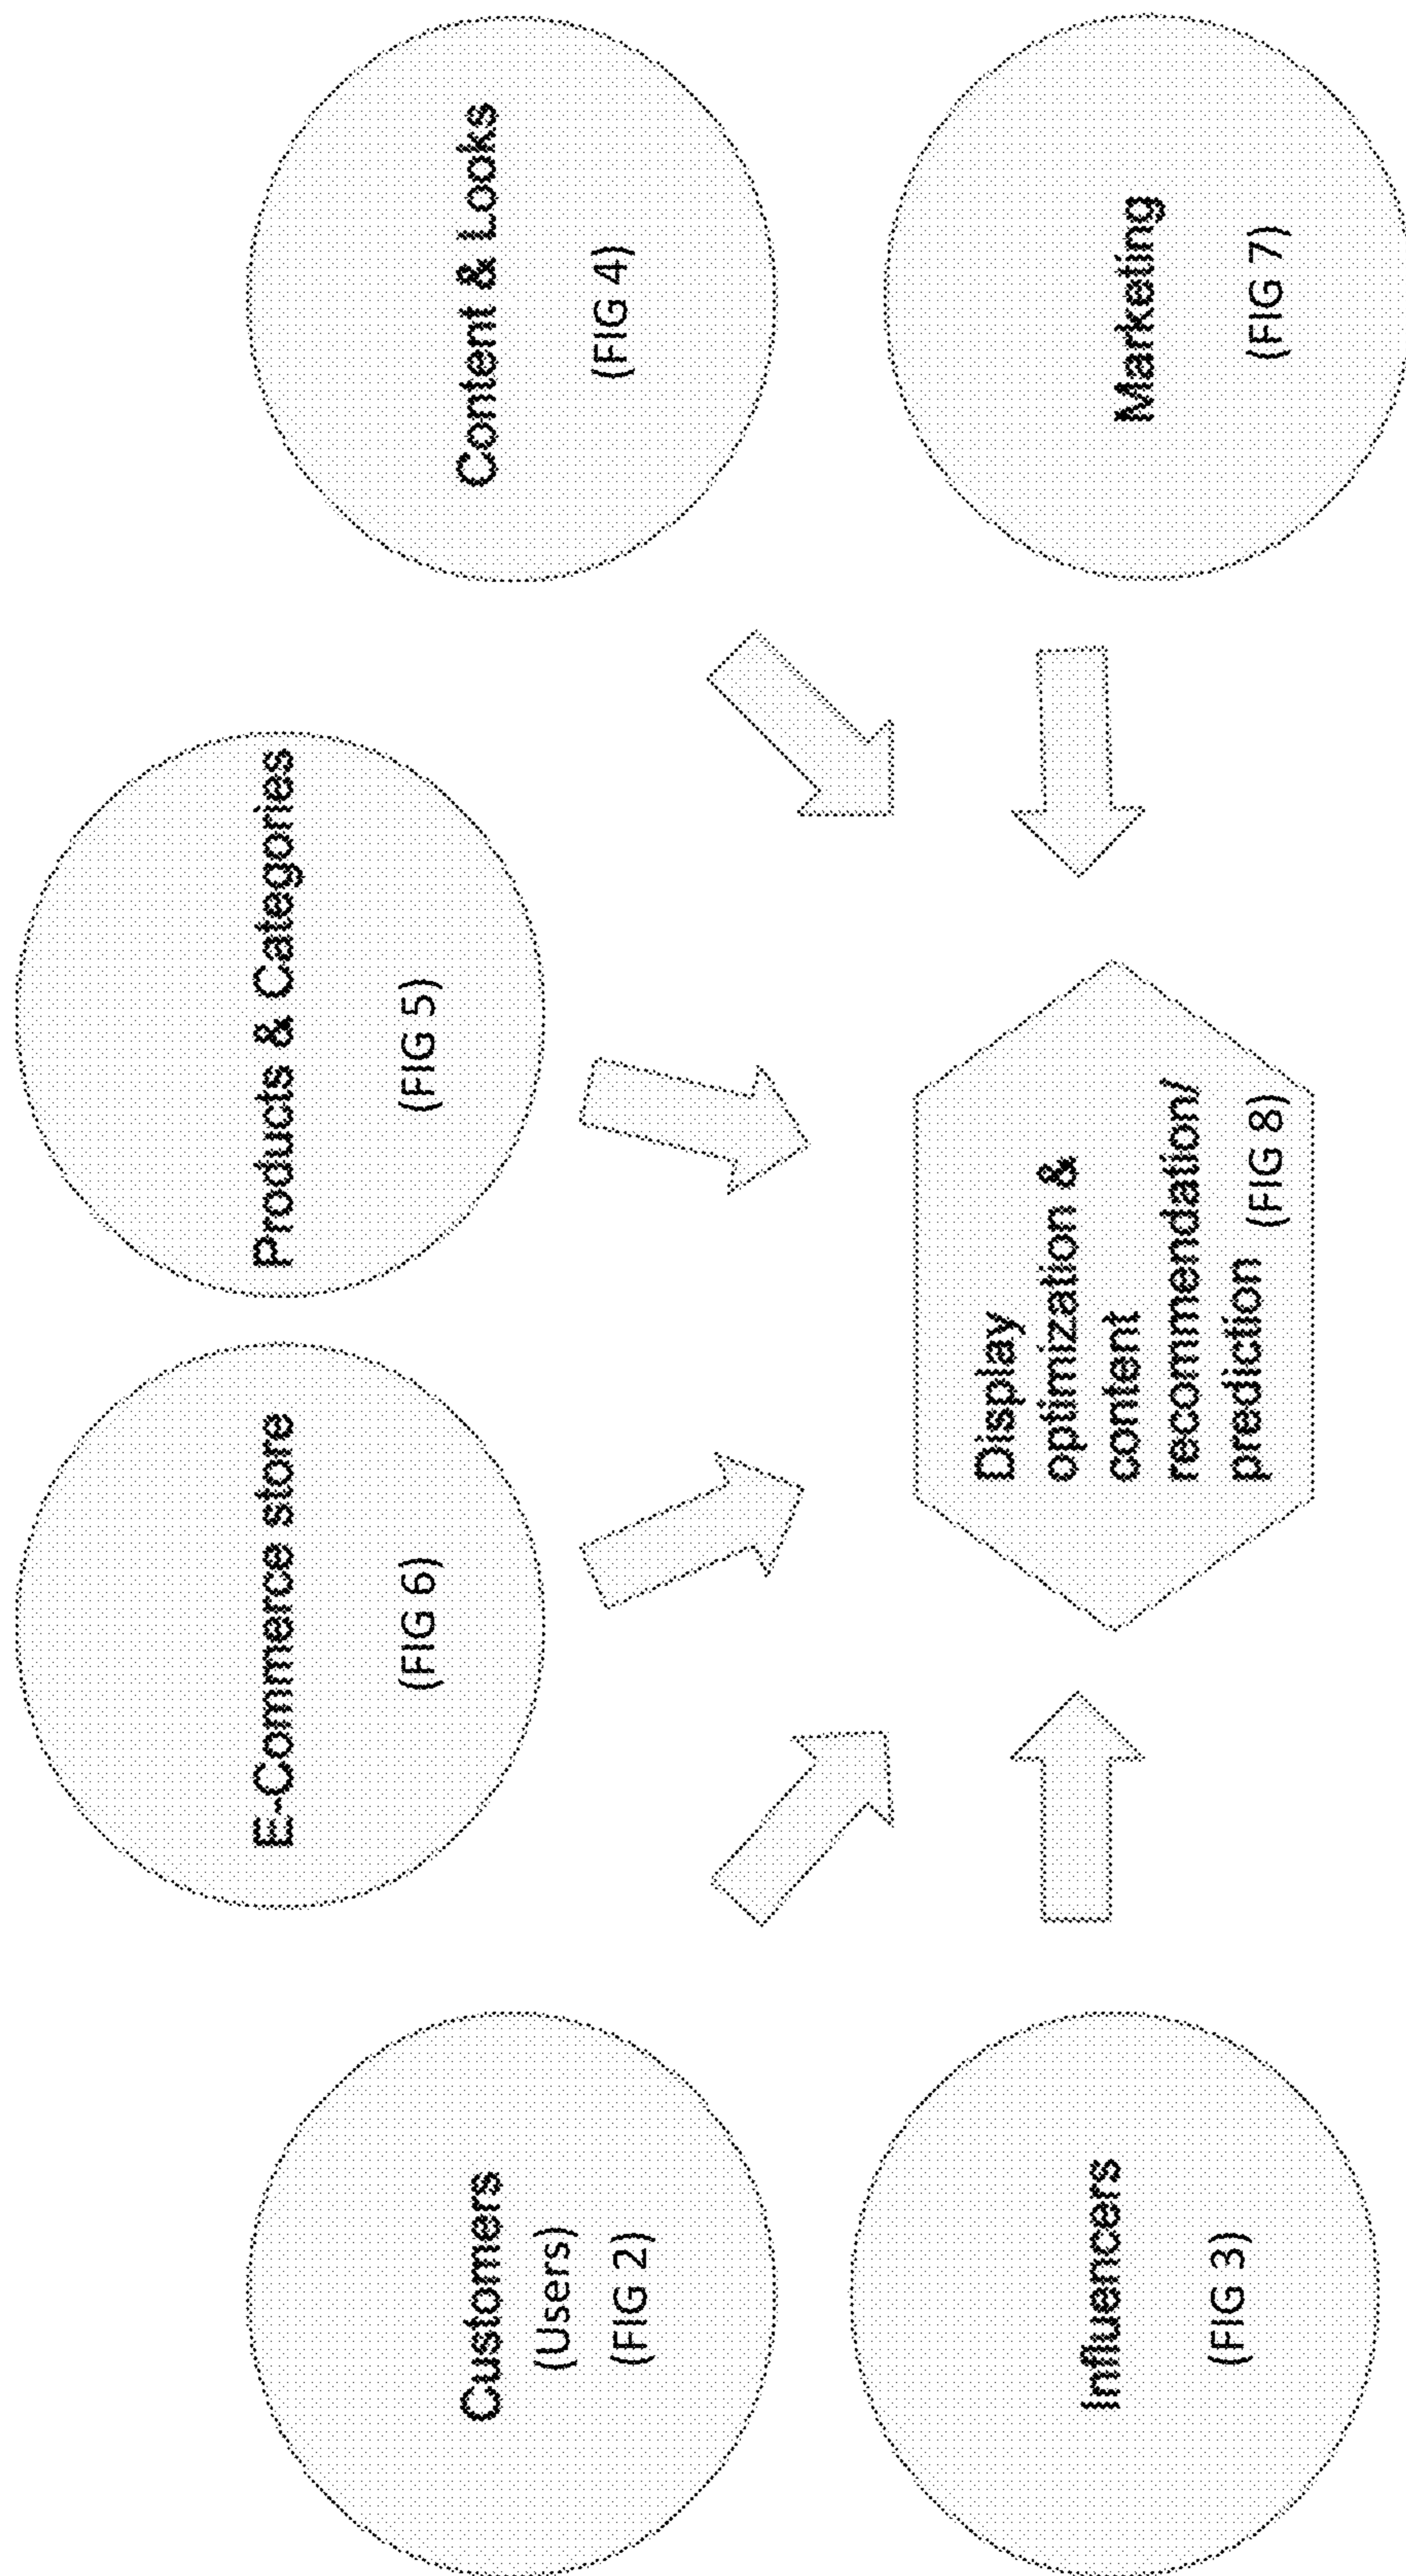 E-Commerce store
(FIG 6)
Products & Categories
(FIG 5)
Customers
(Users)
(FIG 2)
Content & Looks
(FIG 4)
Influencers
(FIG 3)
Display
optimization &
content
recommendation/
prediction (FIG 8)
Marketing
(FIG 7)